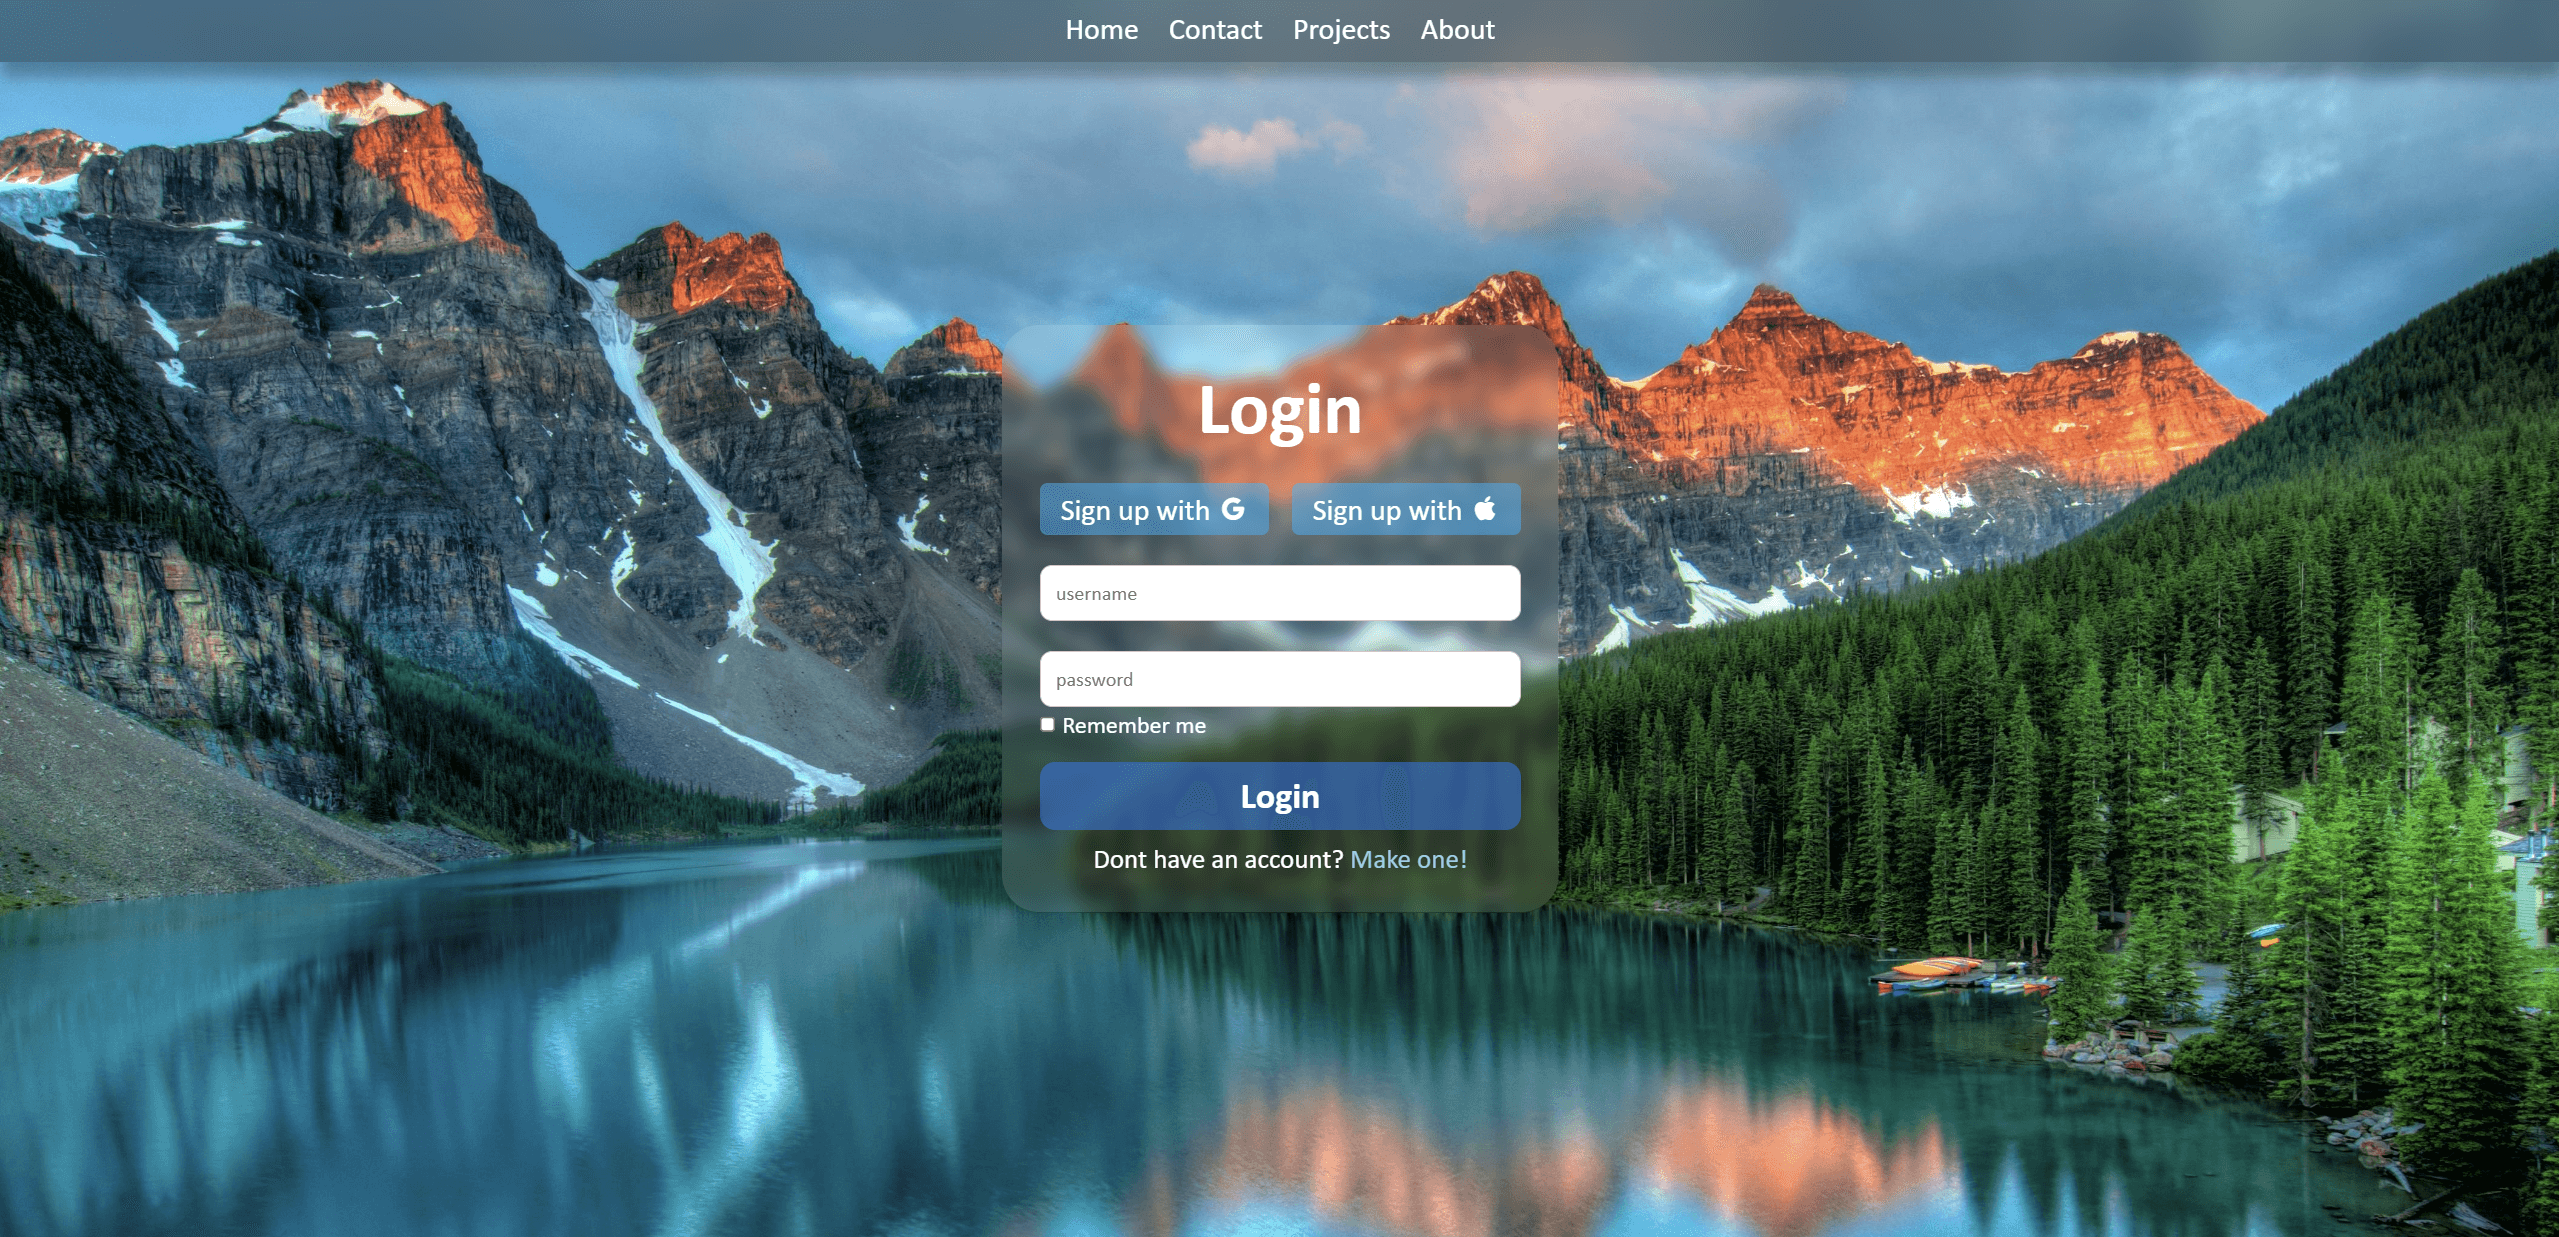 Home Contact Projects About
Login
Sign up with Sign up with
username
password
Remember me
Login
Dont have an account? Make one!